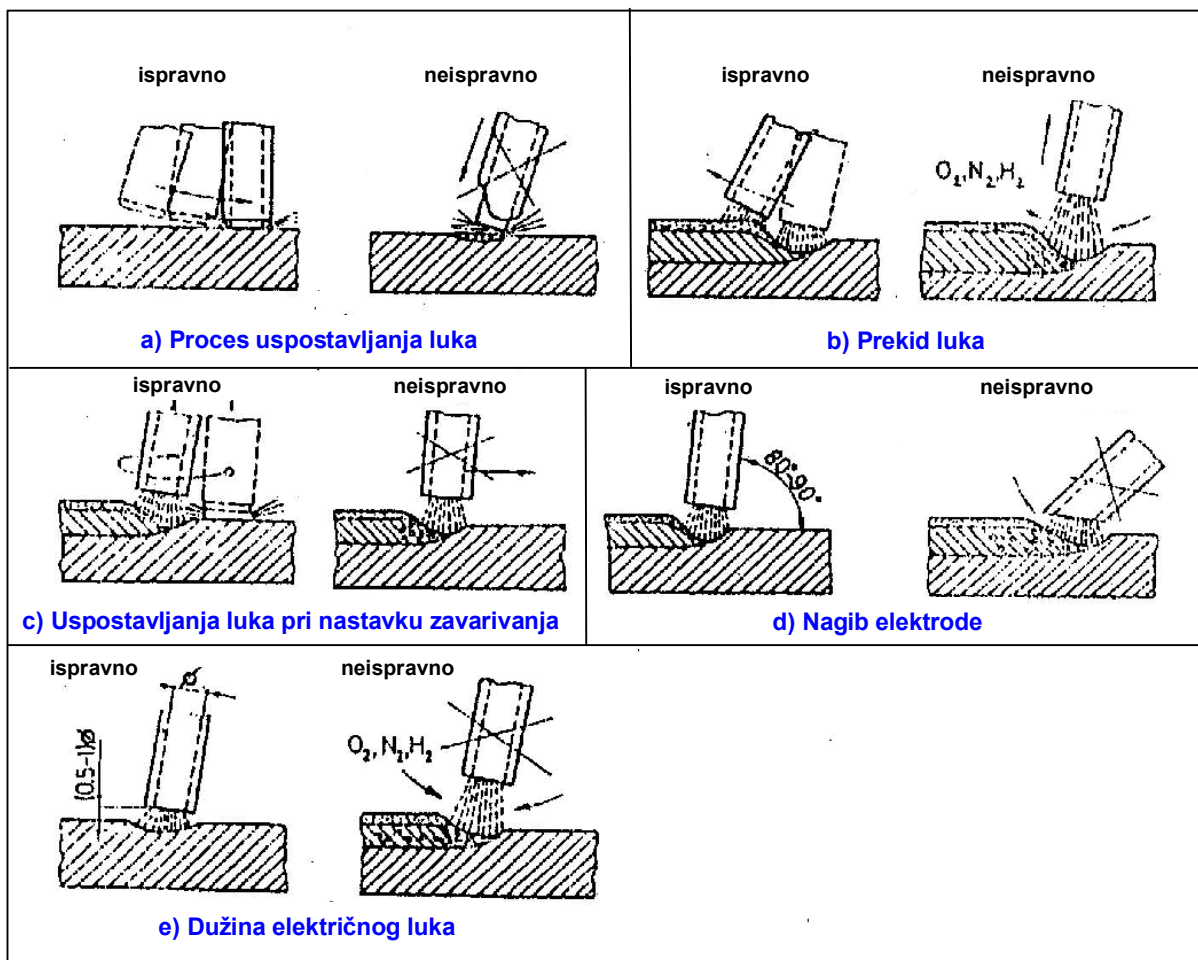 ispravno
neispravno
a) Proces uspostavljanja luka
ispravno
neispravno
O₂,N₂,H₂
b) Prekid luka
ispravno
neispravno
c) Uspostavljanja luka pri nastavku zavarivanja
ispravno
neispravno
80°-90°
d) Nagib elektrode
ispravno
neispravno
ø
(0.5-1)ø
O₂,N₂,H₂
e) Dužina električnog luka